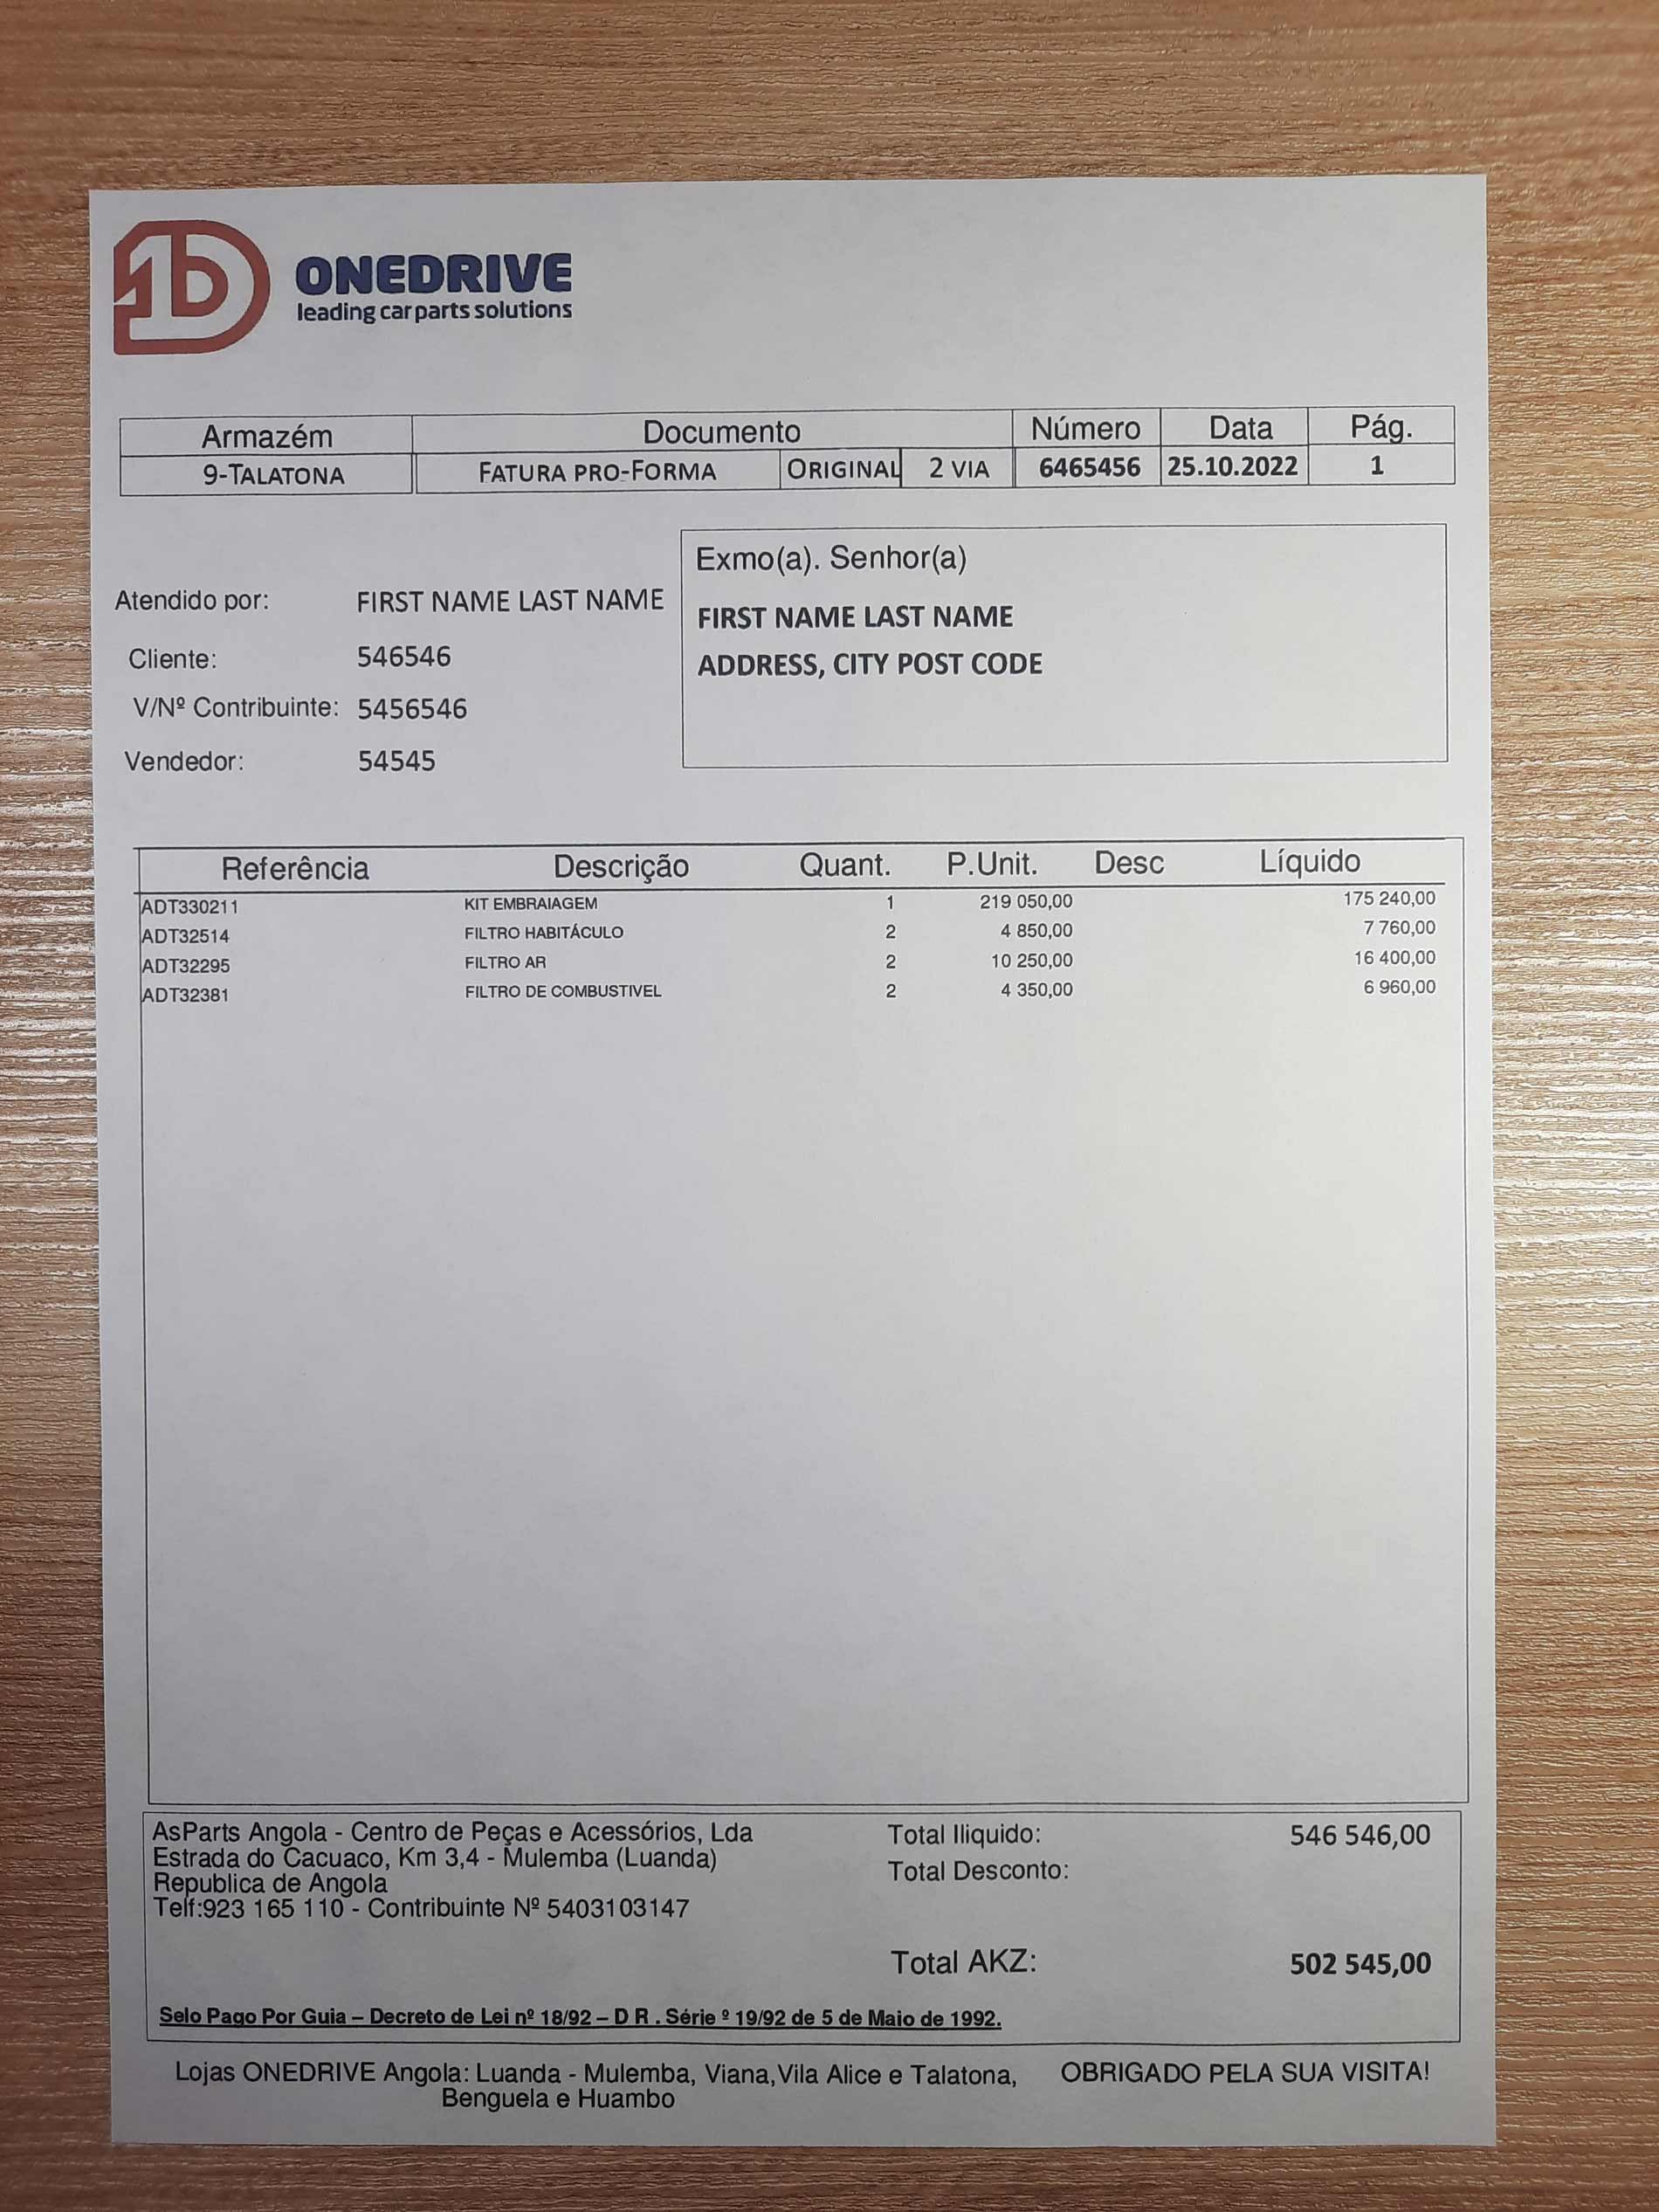 1D ONEDRIVE
leading car parts solutions
Armazém Documento Número Data Pág.
9-TALATONA FATURA PRO-FORMA ORIGINAL 2 VIA 6465456 25.10.2022 1
Exmo(a). Senhor(a)
Atendido por: FIRST NAME LAST NAME
FIRST NAME LAST NAME
Cliente: 546546
ADDRESS, CITY POST CODE
V/Nº Contribuinte: 5456546
Vendedor: 54545
Referência Descrição Quant. P.Unit. Desc Líquido
ADT330211 KIT EMBRAIAGEM 1 219 050,00 175 240,00
ADT32514 FILTRO HABITÁCULO 2 4 850,00 7 760,00
ADT32295 FILTRO AR 2 10 250,00 16 400,00
ADT32381 FILTRO DE COMBUSTIVEL 2 4 350,00 6 960,00
AsParts Angola - Centro de Peças e Acessórios, Lda
Estrada do Cacuaco, Km 3,4 - Mulemba (Luanda)
Republica de Angola
Telf:923 165 110 - Contribuinte Nº 5403103147
Total Iliquido: 546 546,00
Total Desconto:
Total AKZ: 502 545,00
Selo Pago Por Guia – Decreto de Lei nº 18/92 – D R . Série º 19/92 de 5 de Maio de 1992.
Lojas ONEDRIVE Angola: Luanda - Mulemba, Viana,Vila Alice e Talatona,
Benguela e Huambo
OBRIGADO PELA SUA VISITA!